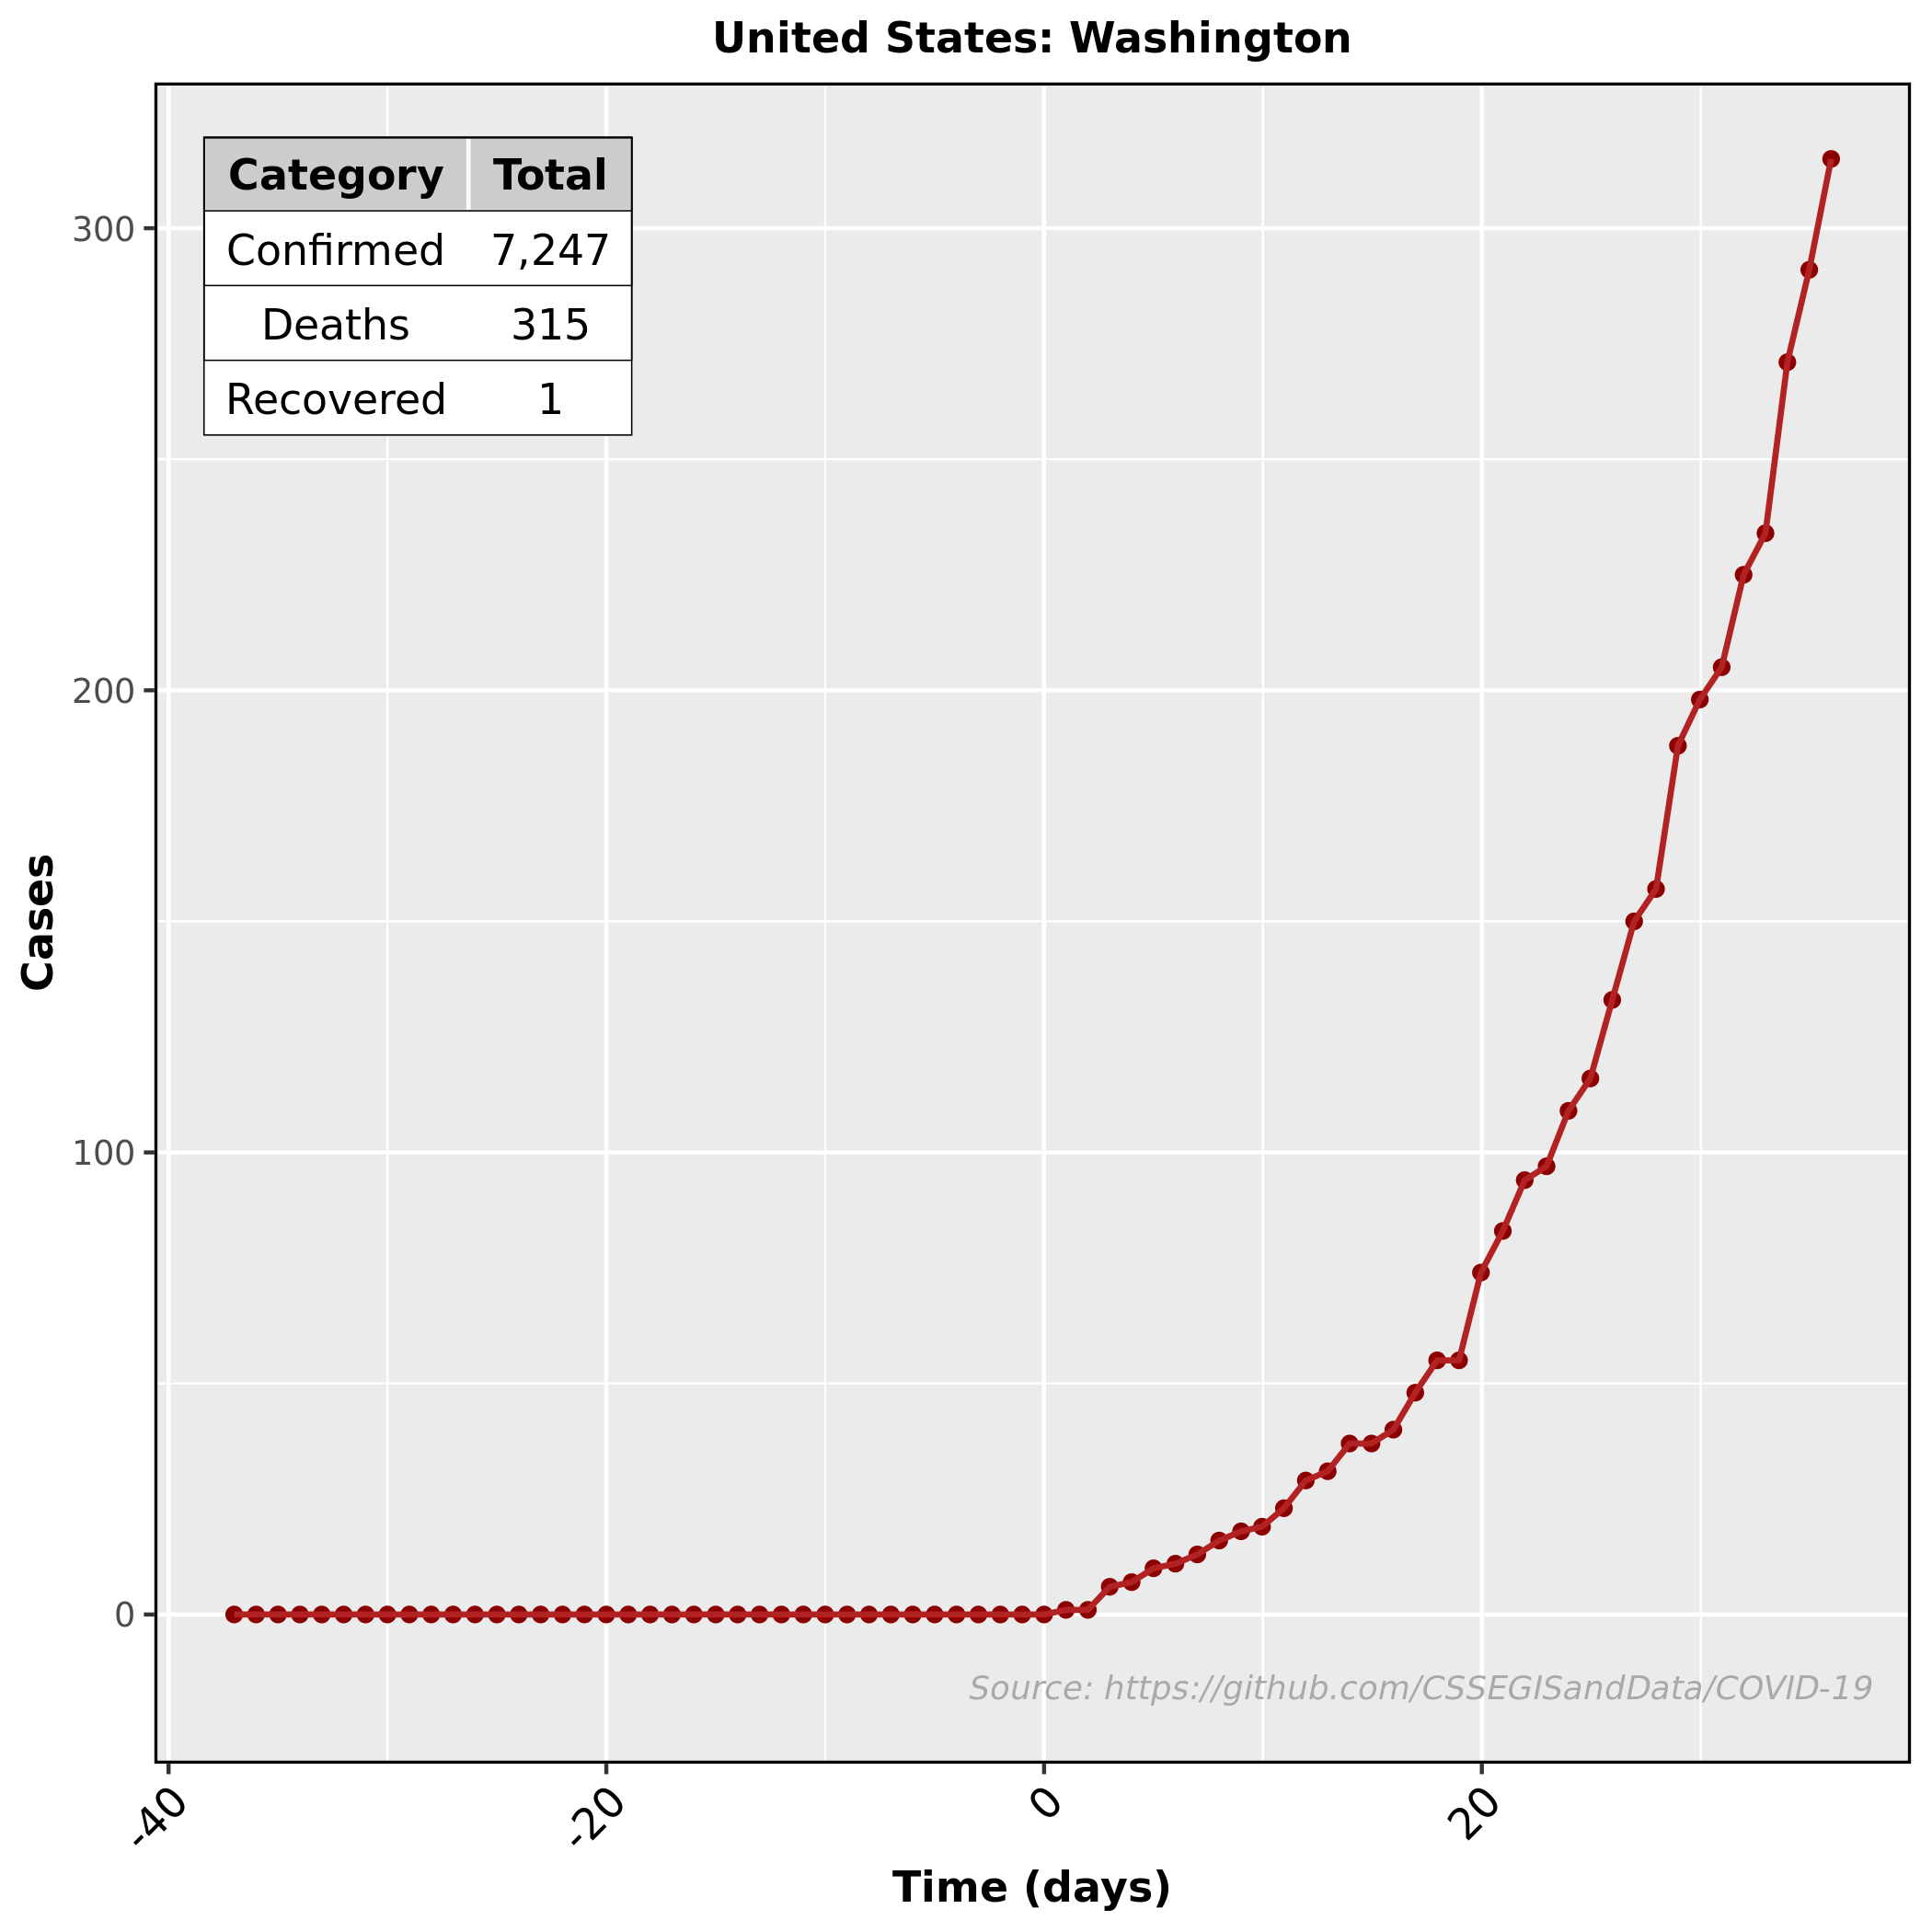 United States: Washington
Category Total
Confirmed 7,247
Deaths 315
Recovered 1
300
200
100
0
Cases
Source: https://github.com/CSSEGISandData/COVID-19
-40 -20 0 20
Time (days)